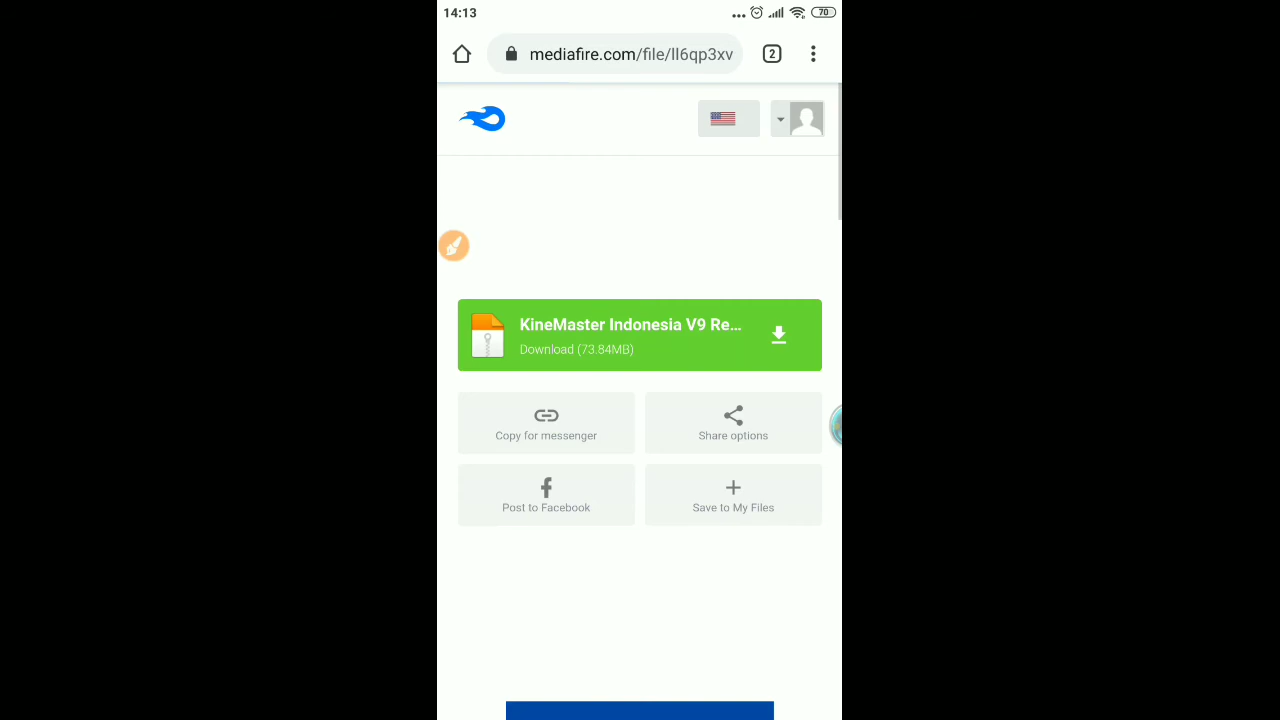 14:13
70
mediafire.com/file/ll6qp3xv
2
KineMaster Indonesia V9 Re...
Download (73.84MB)
Copy for messenger
Share options
Post to Facebook
Save to My Files